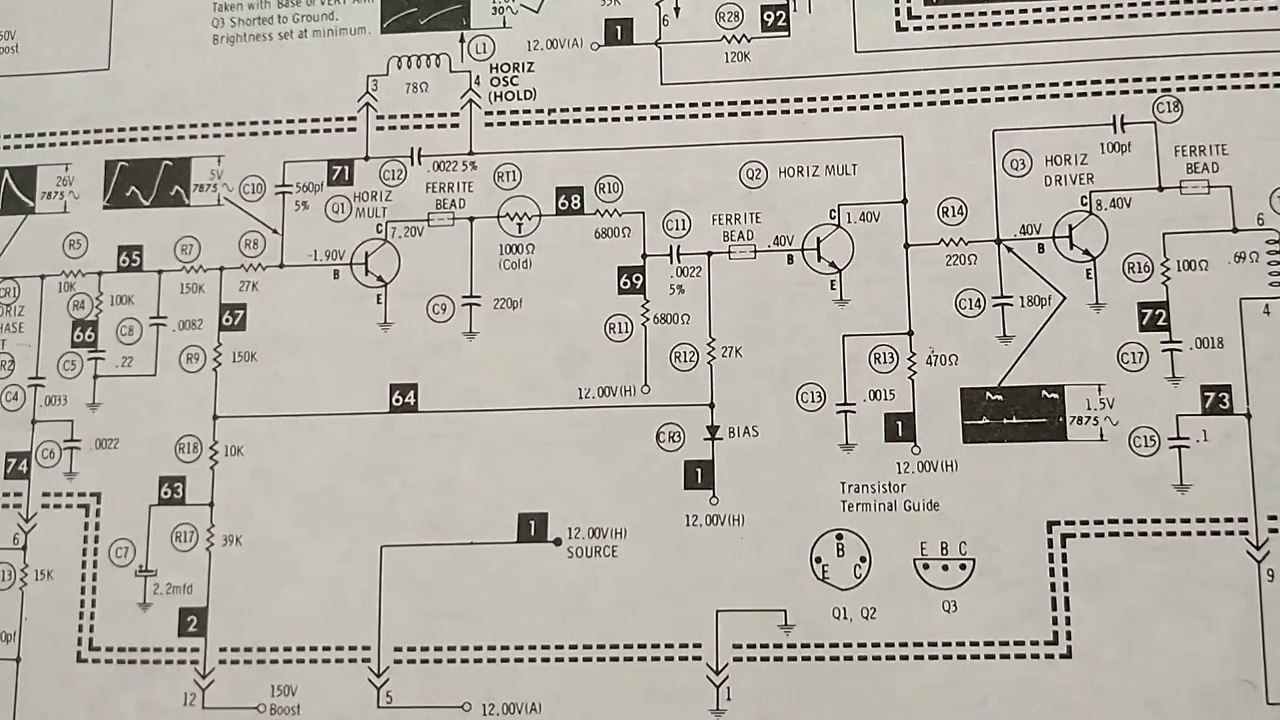 Taken with Base of VERT
Q3 Shorted to Ground.
Brightness set at minimum.
50V
oost
30
12.00V(A)
1
6
R28
120K
92
3
78Ω
L1
4
HORIZ
OSC
(HOLD)
26V
7875
5V
7875
C10
560pf
5%
71
C12
.0022 5%
Q1
HORIZ
MULT
FERRITE
BEAD
RT1
1000Ω
(Cold)
T
68
R10
6800Ω
Q2
HORIZ MULT
C11
.0022
5%
FERRITE
BEAD
C
1.40V
.40V
B
E
R14
220Ω
Q3
HORIZ
DRIVER
C18
100pf
FERRITE
BEAD
C
8.40V
.40V
B
E
R16
100Ω
6
.69Ω
4
R5
10K
65
R7
150K
R8
27K
-1.90V
B
C
7.20V
E
C9
220pf
69
R11
6800Ω
12.00V(H)
R12
27K
C14
180pf
72
C17
.0018
CR1
ORIZ
HASE
T
R2
R4
100K
66
C5
.22
C8
.0082
67
R9
150K
C4
.0033
C6
.0022
74
64
R18
10K
CR3
BIAS
1
12.00V(H)
C13
.0015
R13
470Ω
1
12.00V(H)
1.5V
7875
73
C15
.1
63
R17
39K
C7
2.2mfd
2
6
13
15K
0pf
1
12.00V(H)
SOURCE
Transistor
Terminal Guide
B
E
C
Q1, Q2
E B C
Q3
12
150V
Boost
5
12.00V(A)
1
9